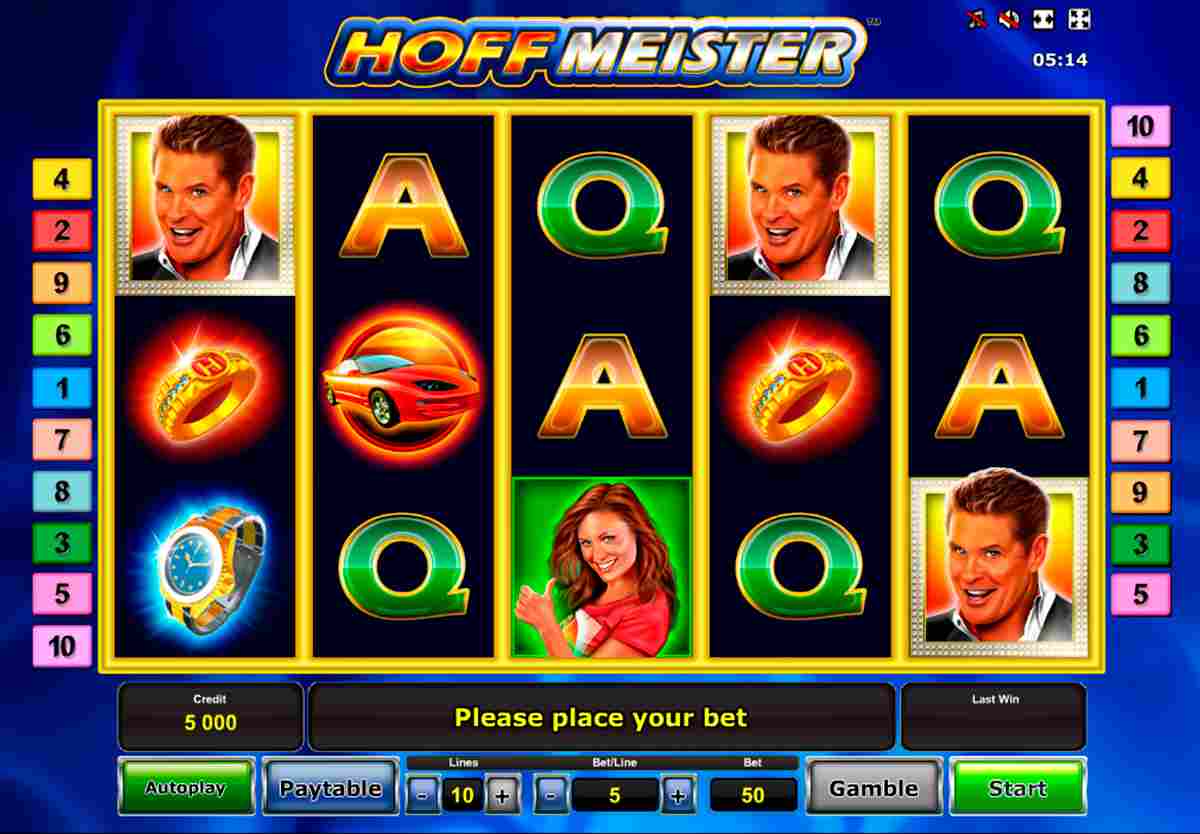 HOFFMEISTER™
05:14
4
2
9
6
1
7
8
3
5
10
A
Q
Q
H
A
H
A
Q
Q
10
4
2
8
6
1
7
9
3
5
Credit
5 000
Please place your bet
Last Win
Autoplay
Paytable
Lines
- 10 +
Bet/Line
- 5 +
Bet
50
Gamble
Start